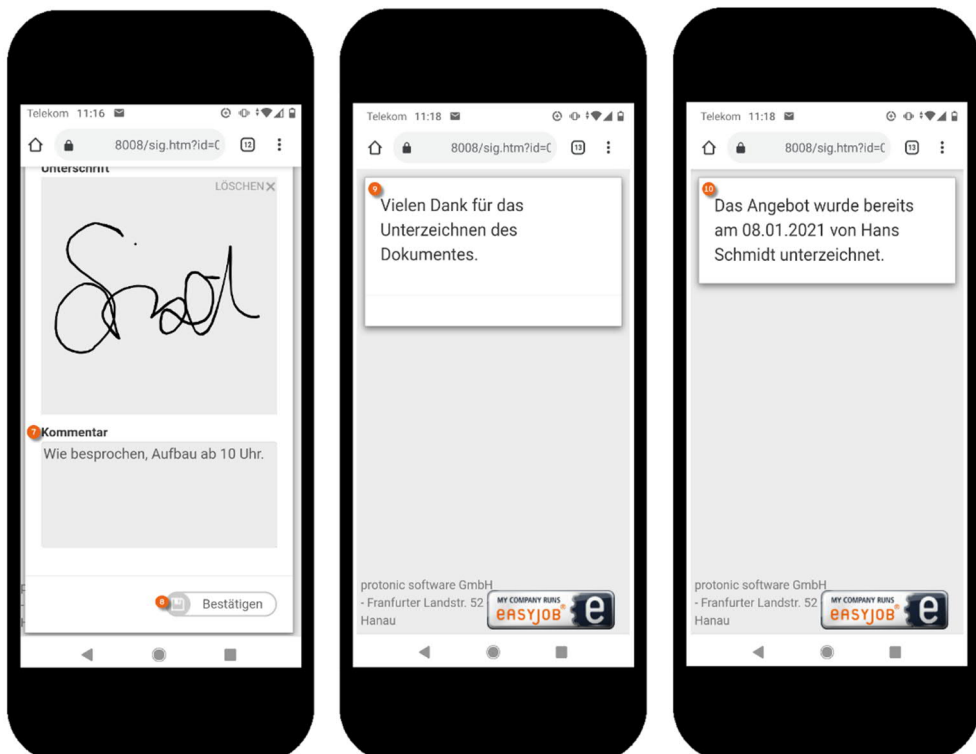 Telekom 11:16
8008/sig.htm?id=0
12
Unterschrift
LÖSCHEN X
7 Kommentar
Wie besprochen, Aufbau ab 10 Uhr.
8 Bestätigen
Telekom 11:18
8008/sig.htm?id=0
13
9
Vielen Dank für das
Unterzeichnen des
Dokumentes.
protonic software GmbH
- Franfurter Landstr. 52
Hanau
MY COMPANY RUNS
easyjob® e
Telekom 11:18
8008/sig.htm?id=0
13
10
Das Angebot wurde bereits
am 08.01.2021 von Hans
Schmidt unterzeichnet.
protonic software GmbH
- Franfurter Landstr. 52
Hanau
MY COMPANY RUNS
easyjob® e